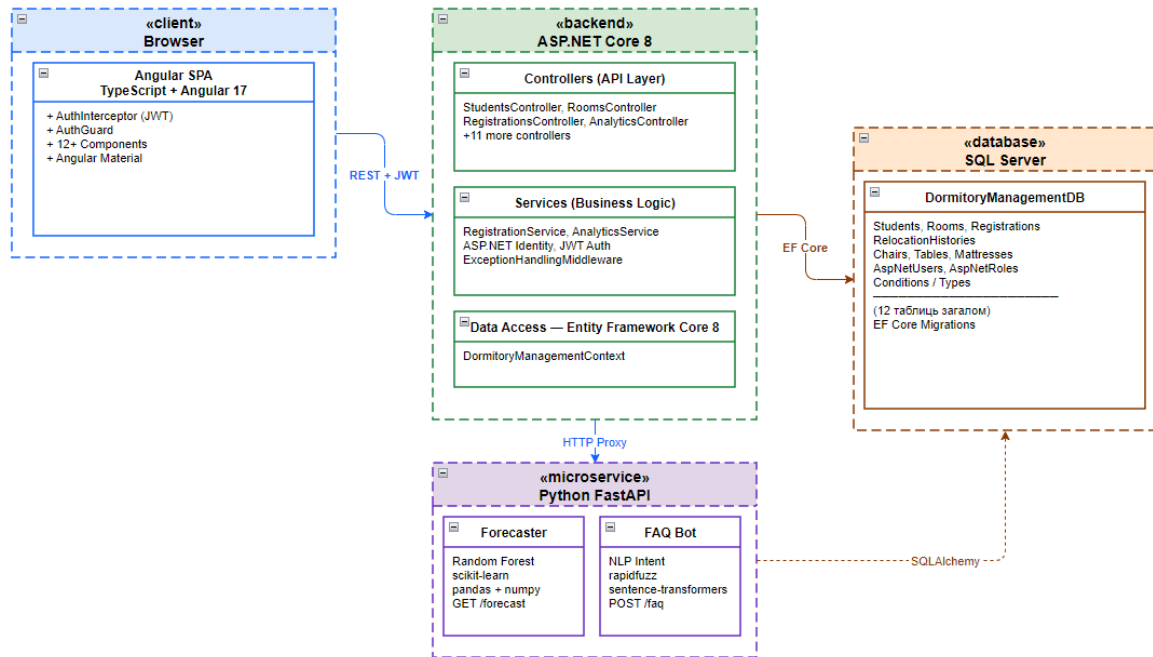 «client»
Browser
Angular SPA
TypeScript + Angular 17
+ AuthInterceptor (JWT)
+ AuthGuard
+ 12+ Components
+ Angular Material
REST + JWT
«backend»
ASP.NET Core 8
Controllers (API Layer)
StudentsController, RoomsController
RegistrationsController, AnalyticsController
+11 more controllers
Services (Business Logic)
RegistrationService, AnalyticsService
ASP.NET Identity, JWT Auth
ExceptionHandlingMiddleware
Data Access — Entity Framework Core 8
DormitoryManagementContext
EF Core
«database»
SQL Server
DormitoryManagementDB
Students, Rooms, Registrations
RelocationHistories
Chairs, Tables, Mattresses
AspNetUsers, AspNetRoles
Conditions / Types
(12 таблиць загалом)
EF Core Migrations
HTTP Proxy
«microservice»
Python FastAPI
Forecaster
Random Forest
scikit-learn
pandas + numpy
GET /forecast
FAQ Bot
NLP Intent
rapidfuzz
sentence-transformers
POST /faq
SQLAlchemy